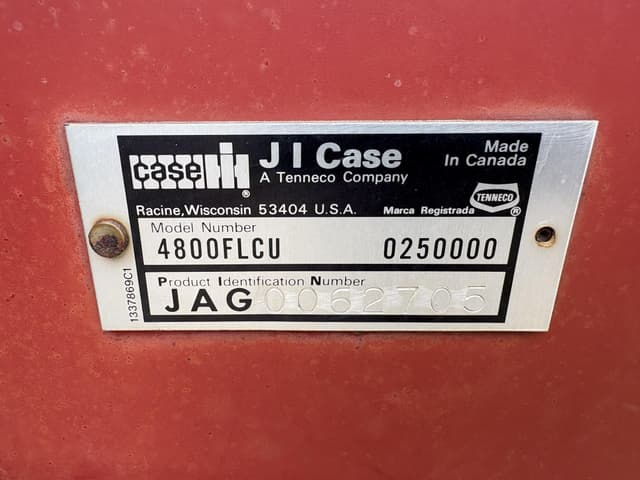 case IH ®
J I Case
A Tenneco Company
Made
In Canada
Racine, Wisconsin 53404 U.S.A.
Marca Registrada
TENNECO ®
Model Number
4800FLCU 0250000
Product Identification Number
JAG0062705
1337869C1